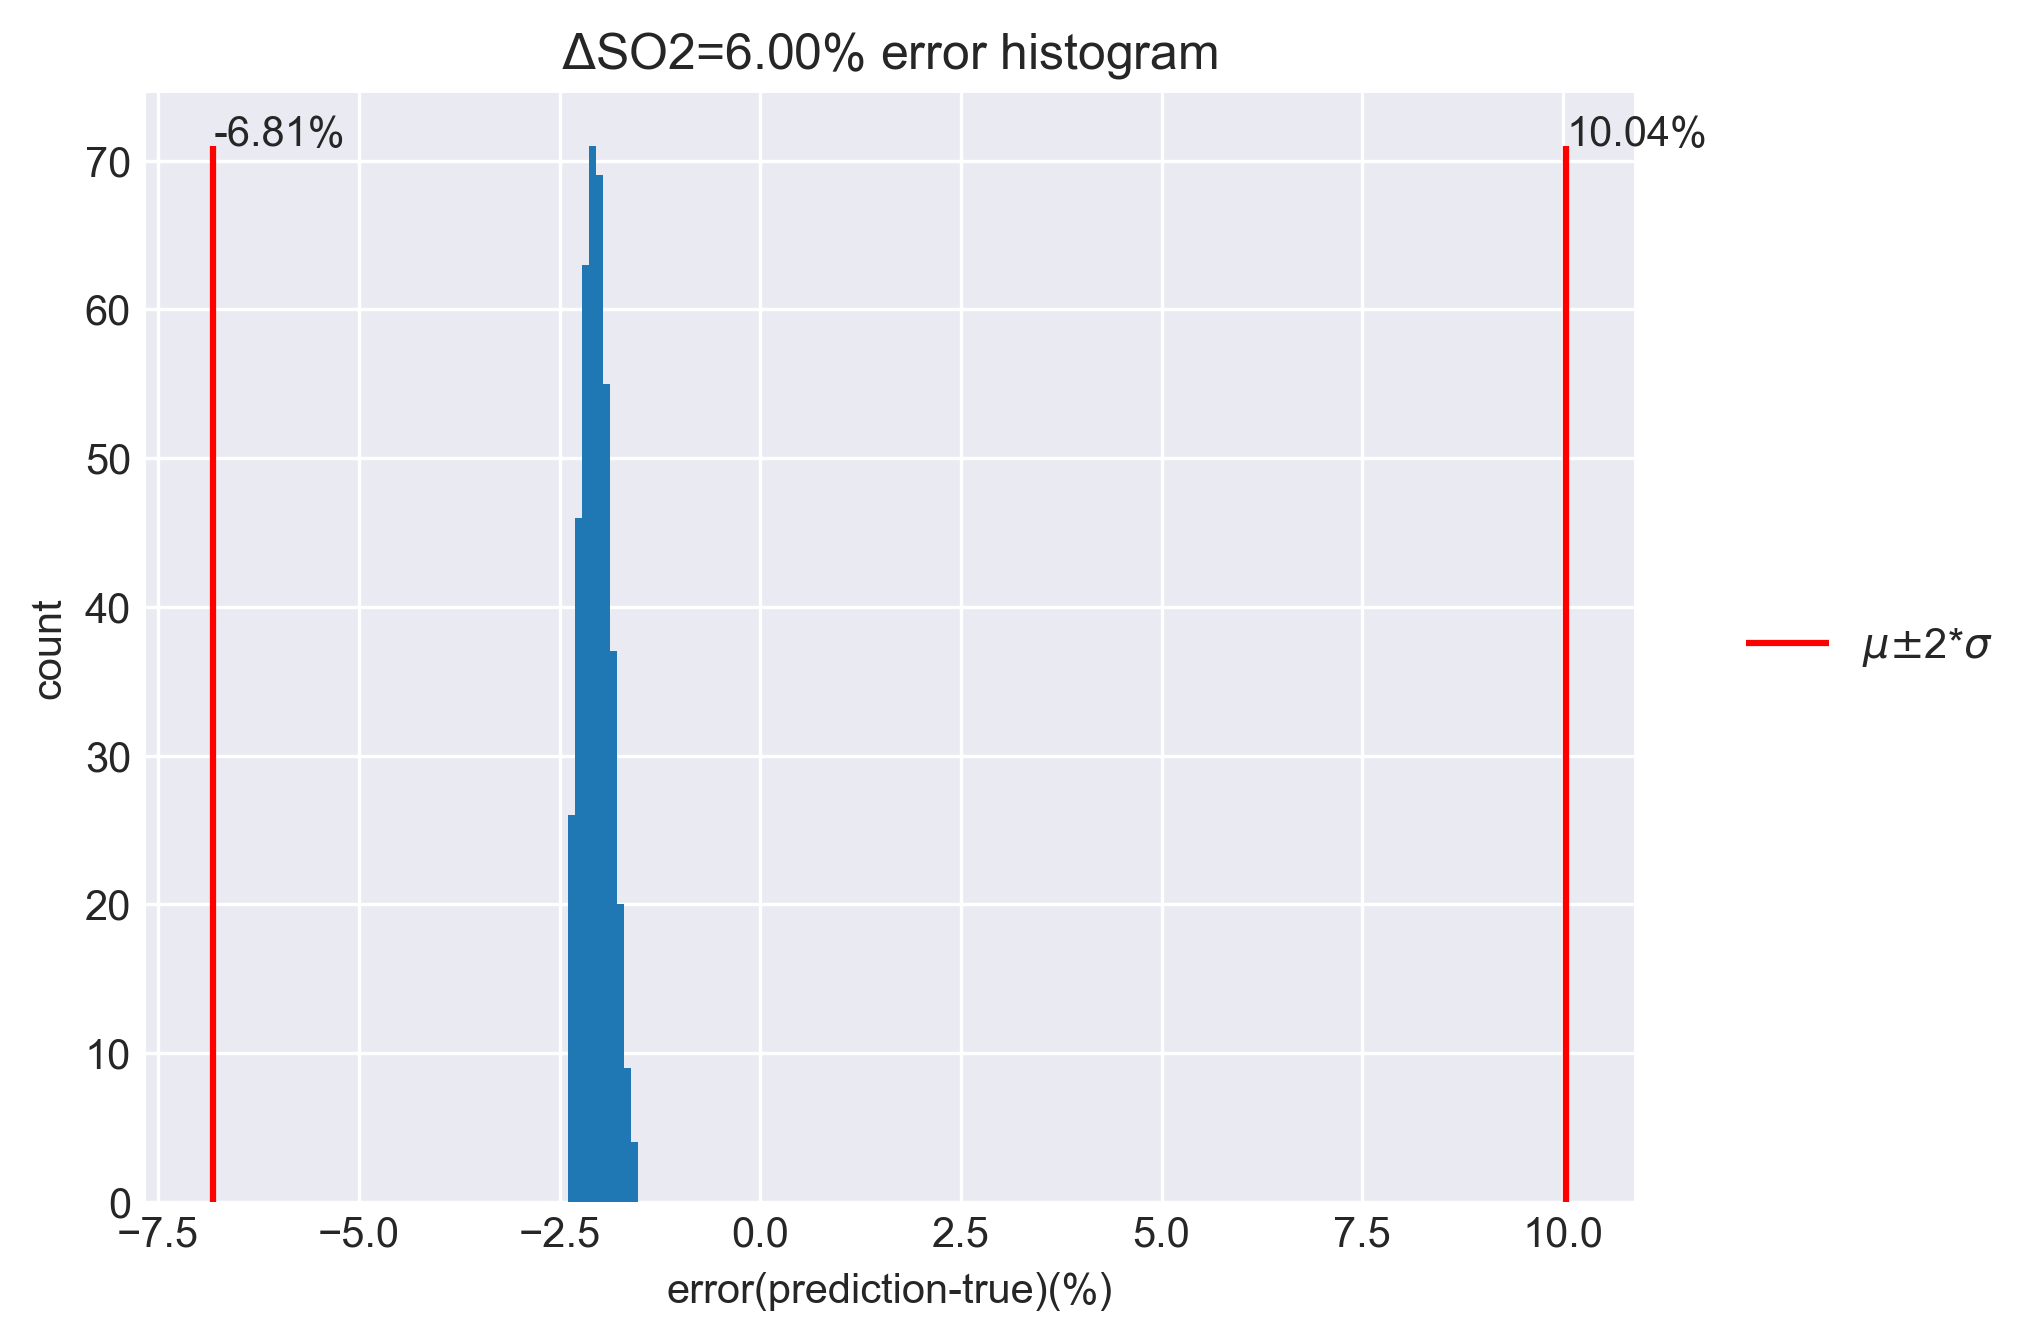 ΔSO2=6.00% error histogram
-6.81%
10.04%
70
60
50
40
30
20
10
0
count
μ±2*σ
−7.5 −5.0 −2.5 0.0 2.5 5.0 7.5 10.0
error(prediction-true)(%)